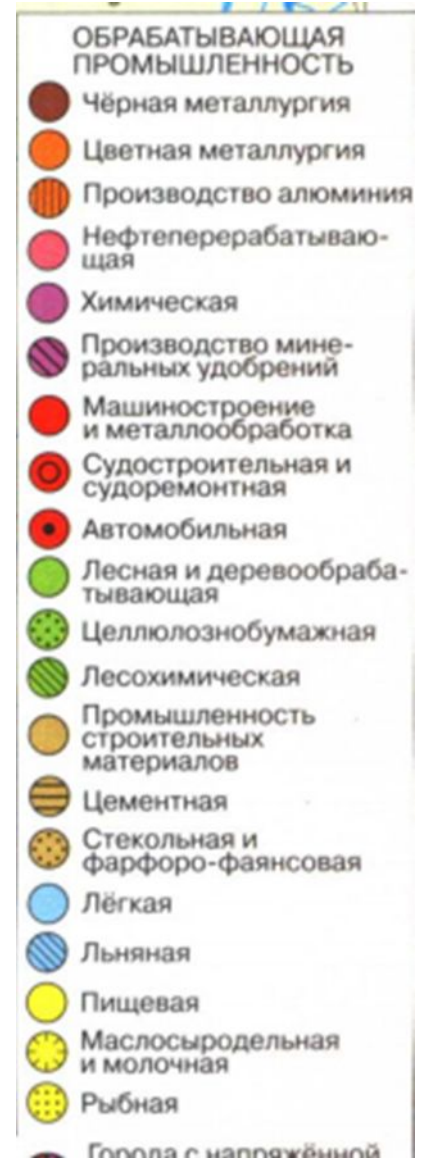 ОБРАБАТЫВАЮЩАЯ
ПРОМЫШЛЕННОСТЬ
Чёрная металлургия
Цветная металлургия
Производство алюминия
Нефтеперерабатываю-
щая
Химическая
Производство мине-
ральных удобрений
Машиностроение
и металлообработка
Судостроительная и
судоремонтная
Автомобильная
Лесная и деревообраба-
тывающая
Целлюлознобумажная
Лесохимическая
Промышленность
строительных
материалов
Цементная
Стекольная и
фарфоро-фаянсовая
Лёгкая
Льняная
Пищевая
Маслосыродельная
и молочная
Рыбная
Города с напряжённой